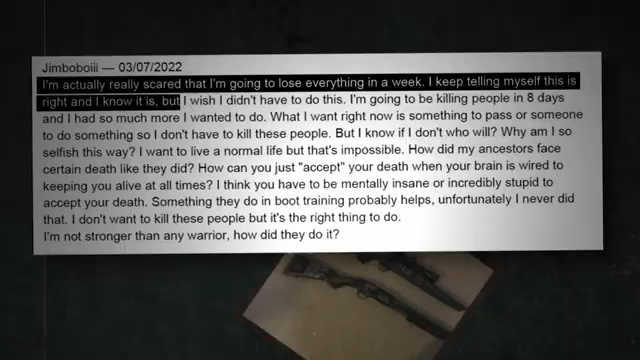 Jimboboiii — 03/07/2022
I'm actually really scared that I'm going to lose everything in a week. I keep telling myself this is
right and I know it is, but I wish I didn't have to do this. I'm going to be killing people in 8 days
and I had so much more I wanted to do. What I want right now is something to pass or someone
to do something so I don't have to kill these people. But I know if I don't who will? Why am I so
selfish this way? I want to live a normal life but that's impossible. How did my ancestors face
certain death like they did? How can you just "accept" your death when your brain is wired to
keeping you alive at all times? I think you have to be mentally insane or incredibly stupid to
accept your death. Something they do in boot training probably helps, unfortunately I never did
that. I don't want to kill these people but it's the right thing to do.
I'm not stronger than any warrior, how did they do it?